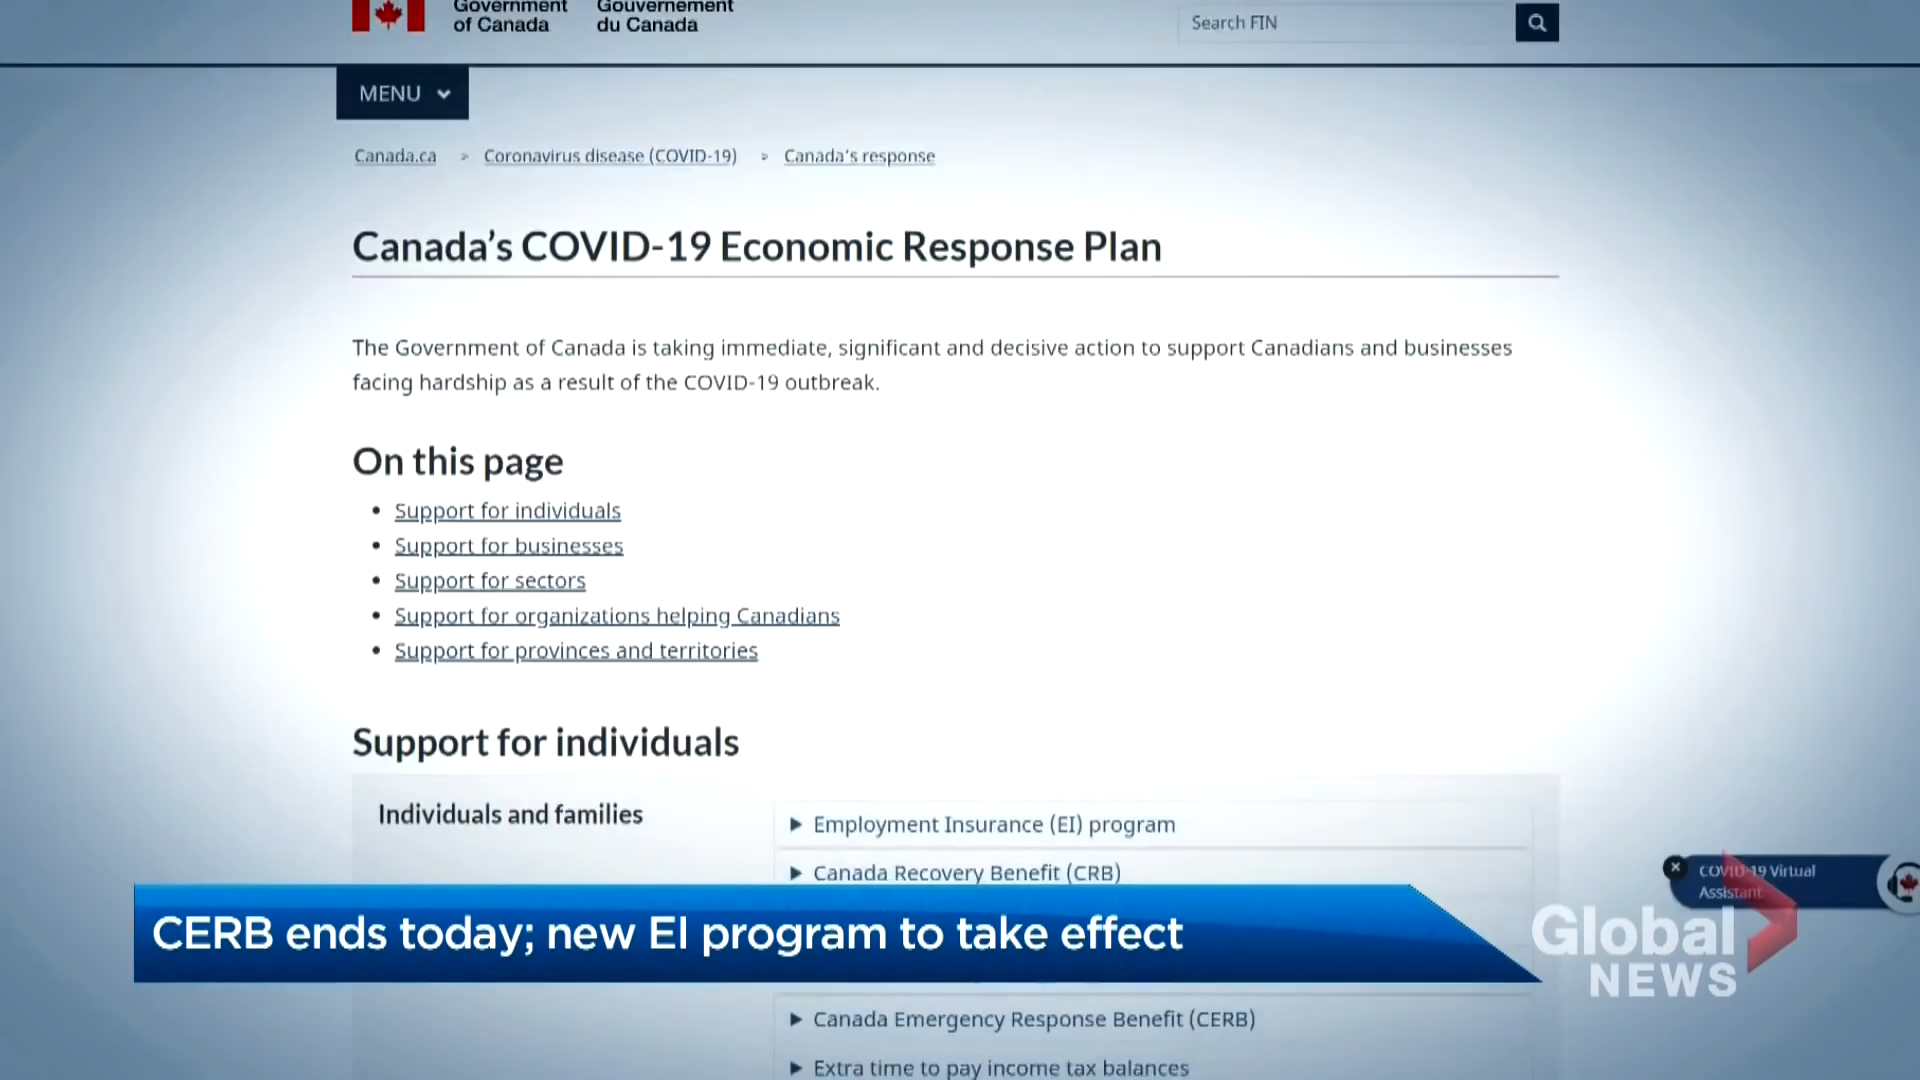 Government
of Canada
Gouvernement
du Canada
Search FIN
MENU
Canada.ca > Coronavirus disease (COVID-19) > Canada's response
Canada’s COVID-19 Economic Response Plan
The Government of Canada is taking immediate, significant and decisive action to support Canadians and businesses
facing hardship as a result of the COVID-19 outbreak.
On this page
• Support for individuals
• Support for businesses
• Support for sectors
• Support for organizations helping Canadians
• Support for provinces and territories
Support for individuals
Individuals and families
Employment Insurance (EI) program
Canada Recovery Benefit (CRB)
COVID-19 Virtual
Assistant
CERB ends today; new EI program to take effect
Global
NEWS
Canada Emergency Response Benefit (CERB)
Extra time to pay income tax balances